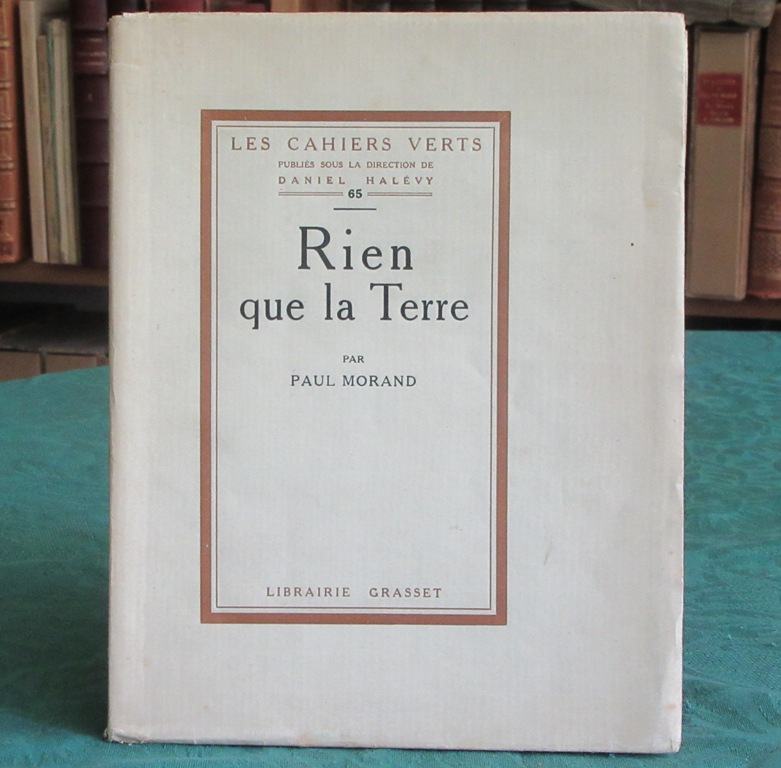 LES CAHIERS VERTS
PUBLIÉS SOUS LA DIRECTION DE
DANIEL HALÉVY
65
Rien
que la Terre
PAR
PAUL MORAND
LIBRAIRIE GRASSET